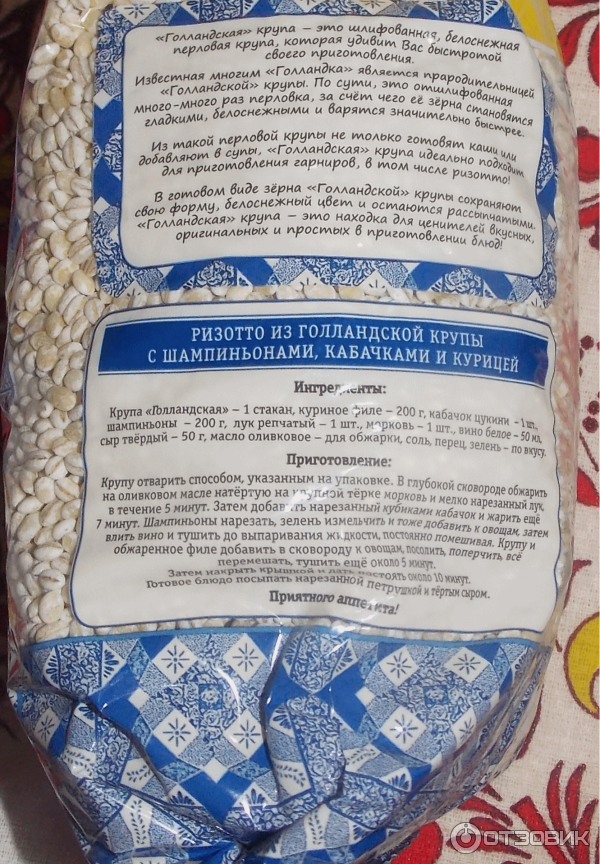 «Голландская» крупа – это шлифованная, белоснежная
перловая крупа, которая удивит Вас быстротой
своего приготовления.
Известная многим «Голландка» является прародительницей
«Голландской» крупы. По сути, это отшлифованная
много-много раз перловка, за счёт чего её зёрна становятся
гладкими, белоснежными и варятся значительно быстрее.
Из такой перловой крупы не только готовят каши или
добавляют в супы, «Голландская» крупа идеально подходит
для приготовления гарниров, в том числе ризотто!
В готовом виде зёрна «Голландской» крупы сохраняют
свою форму, белоснежный цвет и остаются рассыпчатыми.
«Голландская» крупа – это находка для ценителей вкусных,
оригинальных и простых в приготовлении блюд!
РИЗОТТО ИЗ ГОЛЛАНДСКОЙ КРУПЫ
С ШАМПИНЬОНАМИ, КАБАЧКАМИ И КУРИЦЕЙ
Ингредиенты:
Крупа «Голландская» – 1 стакан, куриное филе – 200 г, кабачок цукини – 1 шт.,
шампиньоны – 200 г, лук репчатый – 1 шт., морковь – 1 шт., вино белое – 50 мл,
сыр твёрдый – 50 г, масло оливковое – для обжарки, соль, перец, зелень – по вкусу.
Приготовление:
Крупу отварить способом, указанным на упаковке. В глубокой сковороде обжарить
на оливковом масле натёртую на крупной тёрке морковь и мелко нарезанный лук,
в течение 5 минут. Затем добавить нарезанный кубиками кабачок и жарить ещё
7 минут. Шампиньоны нарезать, зелень измельчить и тоже добавить к овощам, затем
влить вино и тушить до выпаривания жидкости, постоянно помешивая. Крупу и
обжаренное филе добавить в сковороду к овощам, посолить, поперчить, всё
перемешать, тушить ещё около 5 минут.
Затем накрыть крышкой и дать постоять около 10 минут.
Готовое блюдо посыпать нарезанной петрушкой и тёртым сыром.
Приятного аппетита!
ОТЗОВИК